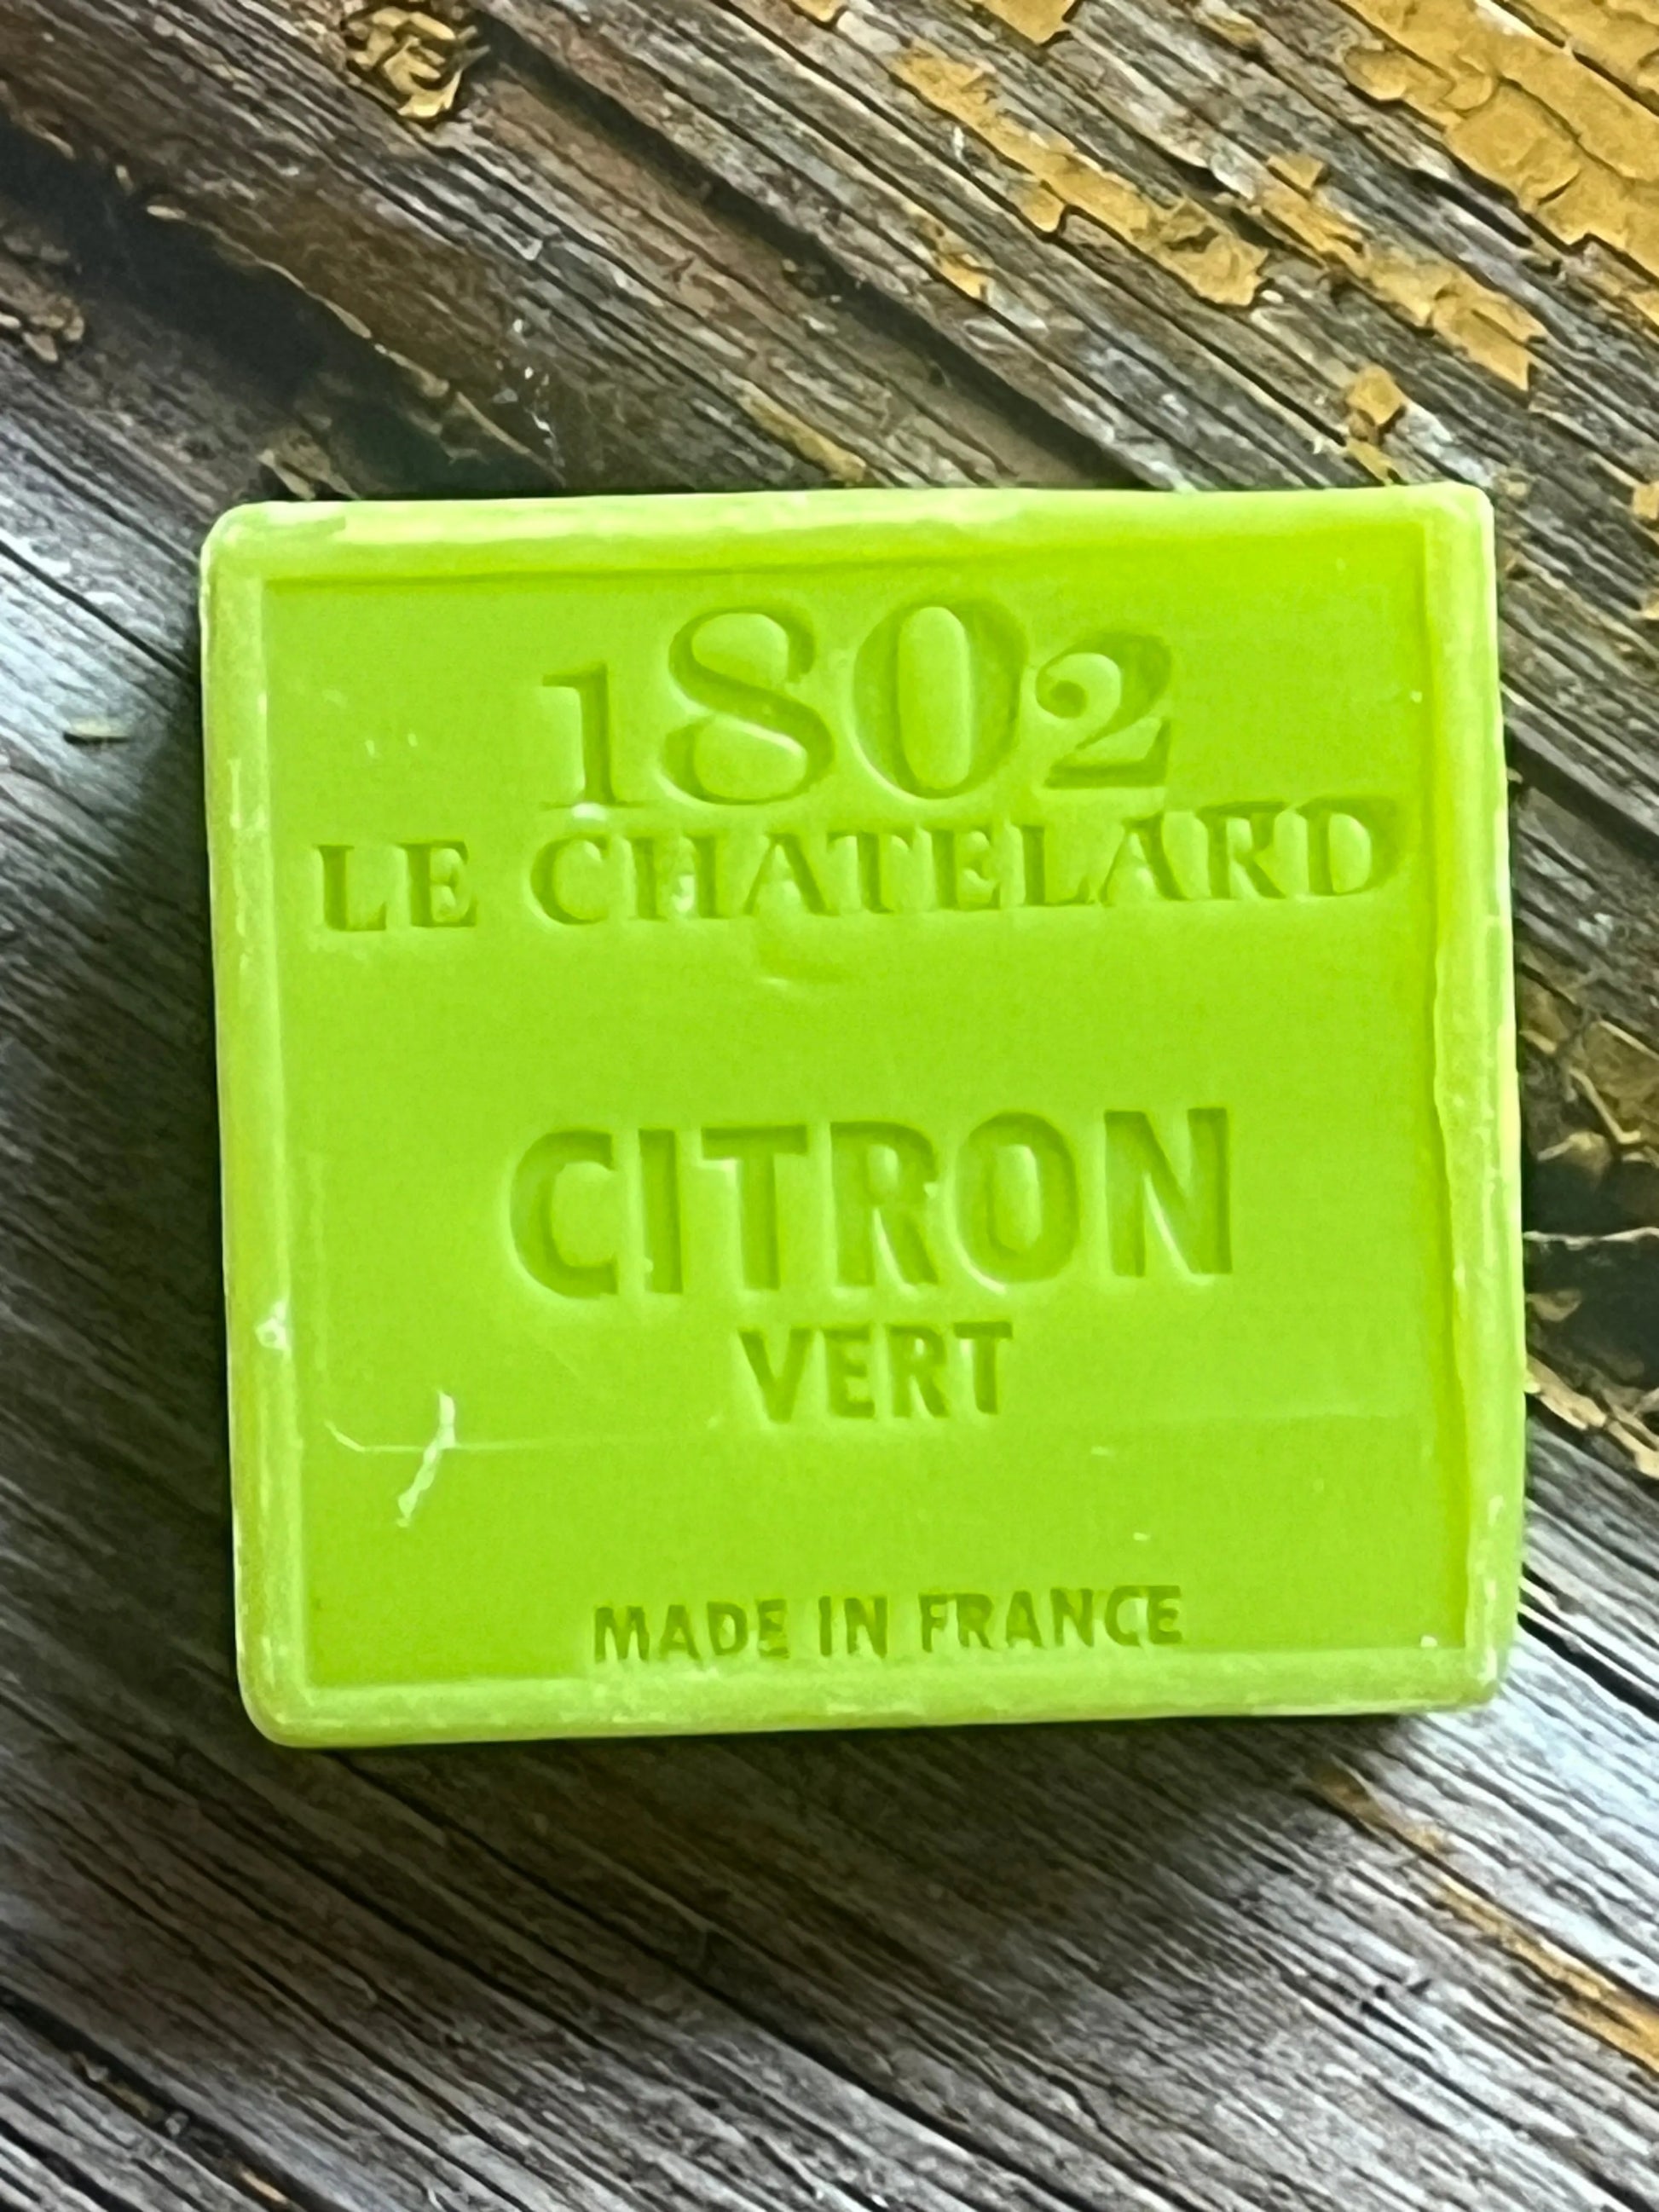 1802
LE CHATELARD
CITRON
VERT
MADE IN FRANCE